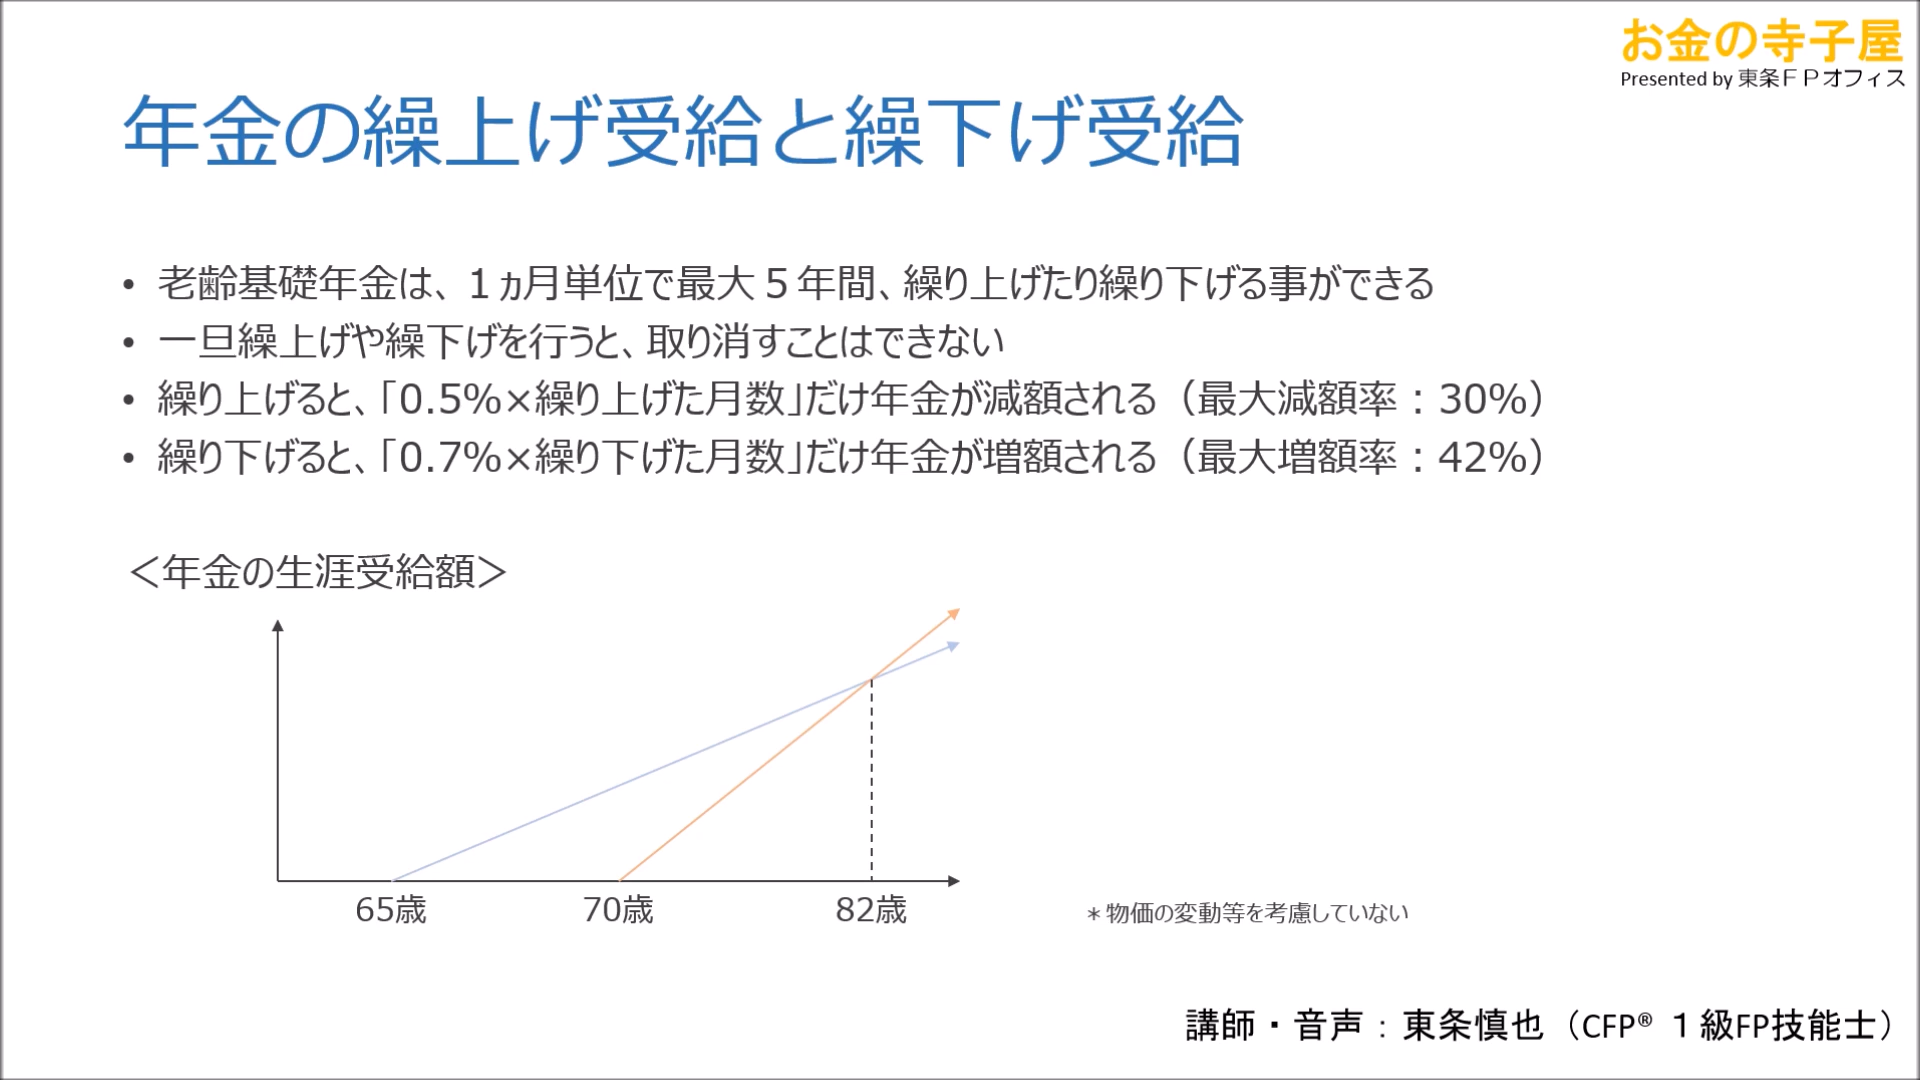 お金の寺子屋
Presented by 東条ＦＰオフィス
年金の繰上げ受給と繰下げ受給
• 老齢基礎年金は、１ヵ月単位で最大５年間、繰り上げたり繰り下げる事ができる
• 一旦繰上げや繰下げを行うと、取り消すことはできない
• 繰り上げると、「0.5%×繰り上げた月数」だけ年金が減額される（最大減額率：30%）
• 繰り下げると、「0.7%×繰り下げた月数」だけ年金が増額される（最大増額率：42%）
＜年金の生涯受給額＞
65歳 70歳 82歳
＊物価の変動等を考慮していない
講師・音声：東条慎也（CFP® １級FP技能士）